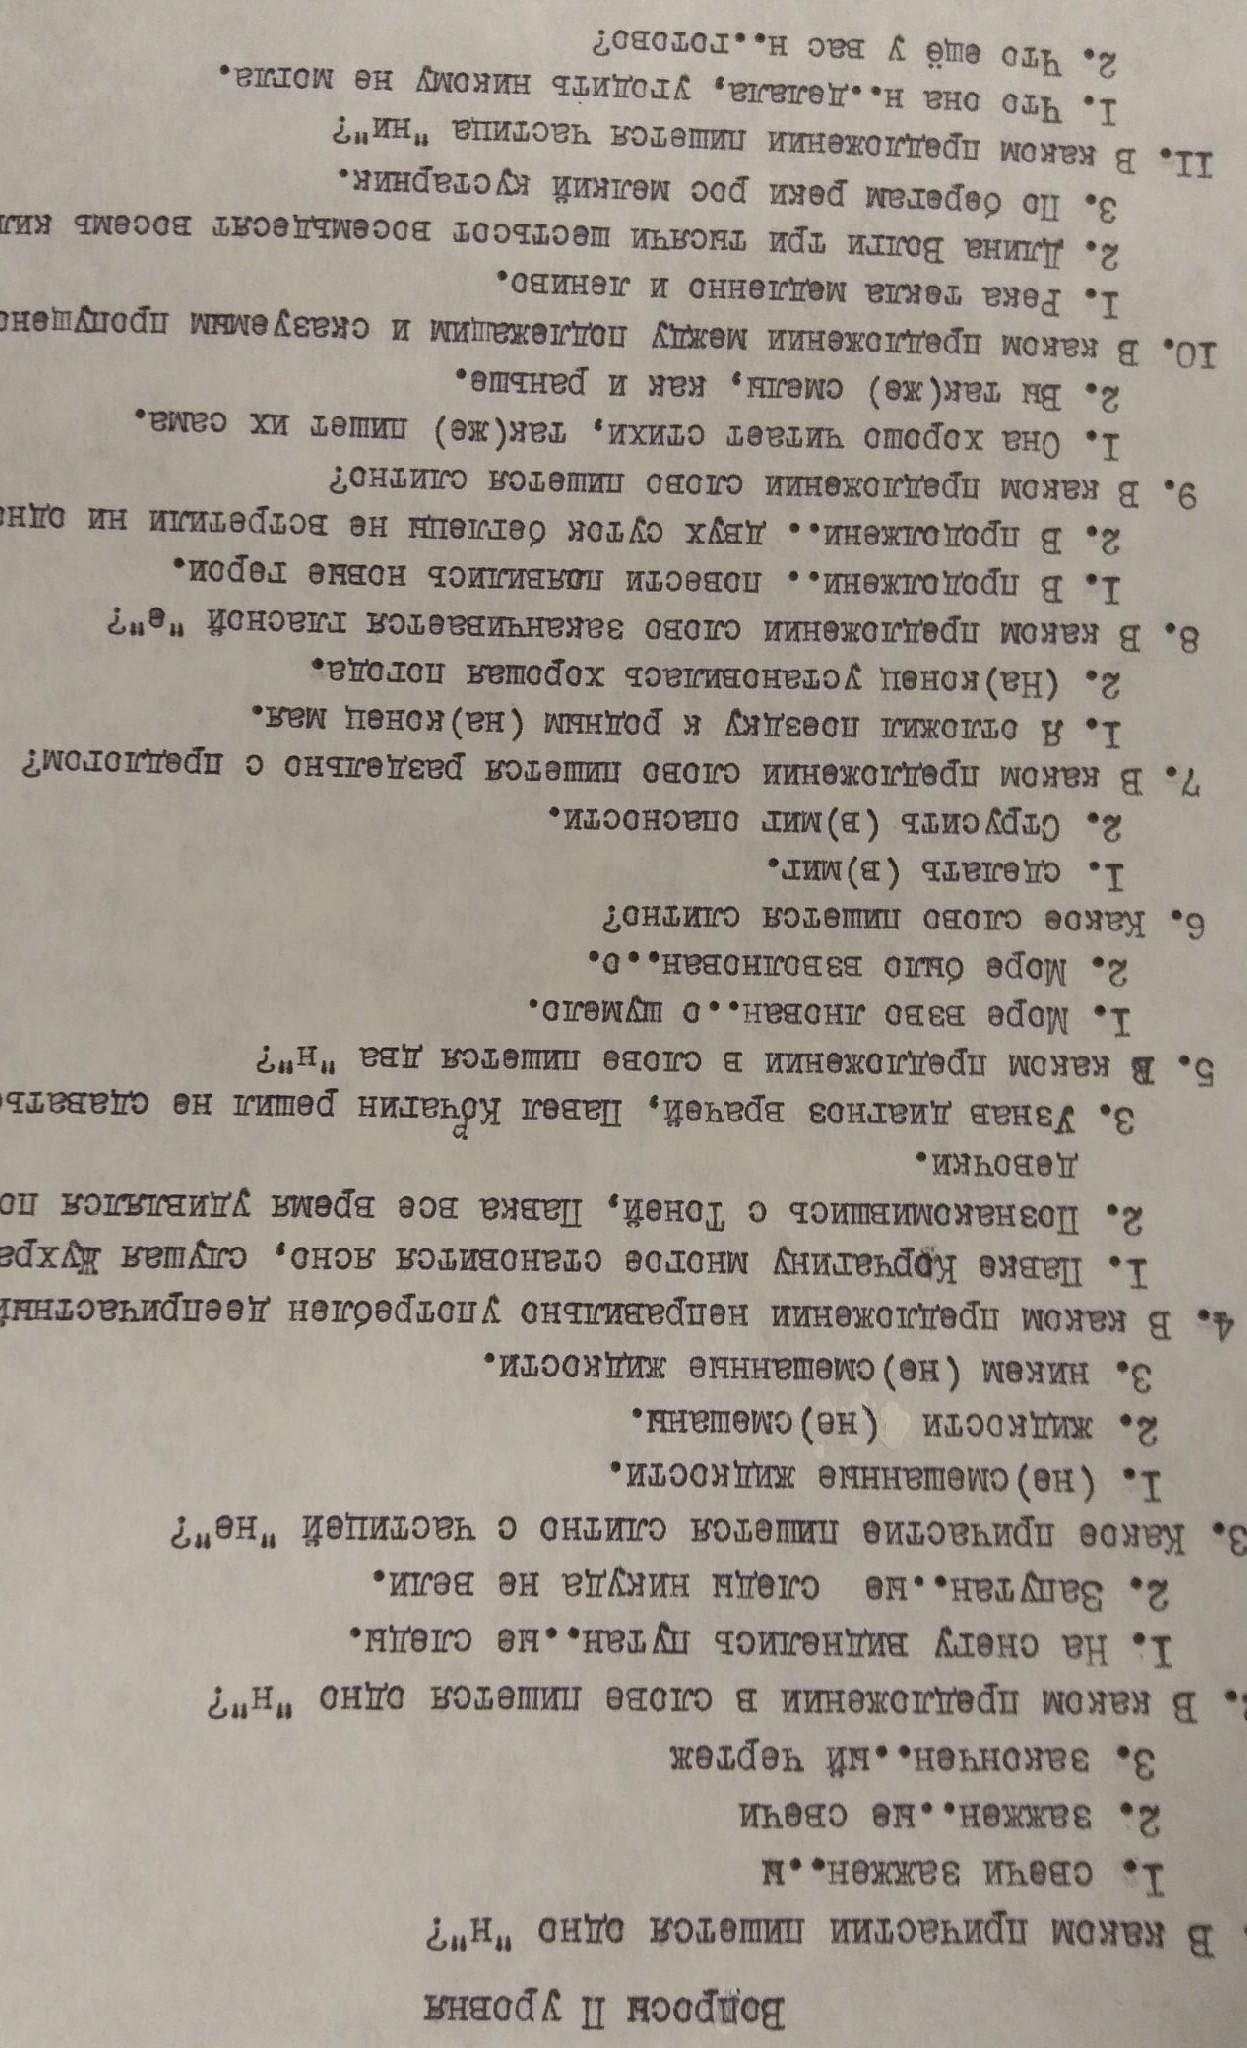 Вопросы II уровня
В каком причастии пишется одно "н"?
1. свечи зажжен..ы
2. зажжен..ые свечи
3. закончен..ый чертеж
. В каком предложении в слове пишется одно "н"?
1. На снегу виднелись путан..ые следы.
2. Запутан..ые следы никуда не вели.
3. Какое причастие пишется слитно с частицей "не"?
1. (не)смешанные жидкости.
2. жидкости (не)смешаны.
3. никем (не)смешанные жидкости.
4. В каком предложении неправильно употреблен деепричастный
1. Павке Корчагину многое становится ясно, слушая Жухра
2. Познакомившись с Тоней, Павка все время удивлялся по
девочки.
3. Узнав диагноз врачей, Павел Корчагин решил не сдавать
5. В каком предложении в слове пишется два "н"?
1. Море взво лнован..о шумело.
2. Море было взволнован..о.
6. Какое слово пишется слитно?
1. сделать (в)миг.
2. Струсить (в)миг опасности.
7. В каком предложении слово пишется раздельно с предлогом?
1. Я отложил поездку к родным (на)конец мая.
2. (На)конец установилась хорошая погода.
8. В каком предложении слово заканчивается гласной "е"?
1. В продолжени.. повести появились новые герои.
2. В продолжени.. двух суток беглецы не встретили ни одно
9. В каком предложении слово пишется слитно?
1. Она хорошо читает стихи, так(же) пишет их сама.
2. Вы так(же) смелы, как и раньше.
10. В каком предложении между подлежащим и сказуемым пропущено
1. Река текла медленно и лениво.
2. Длина Волги три тысячи шестьсот восемьдесят восемь кил
3. По берегам реки рос мелкий кустарник.
11. В каком предложении пишется частица "ни"?
1. Что она н..делала, угодить никому не могла.
2. Что ещё у вас н..готово?